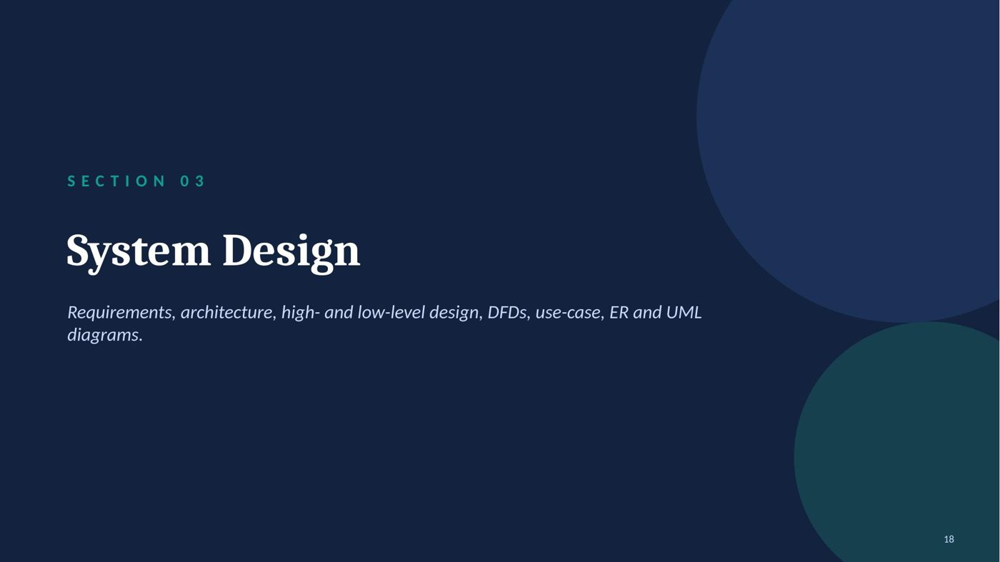 SECTION 03
System Design
Requirements, architecture, high- and low-level design, DFDs, use-case, ER and UML
diagrams.
18